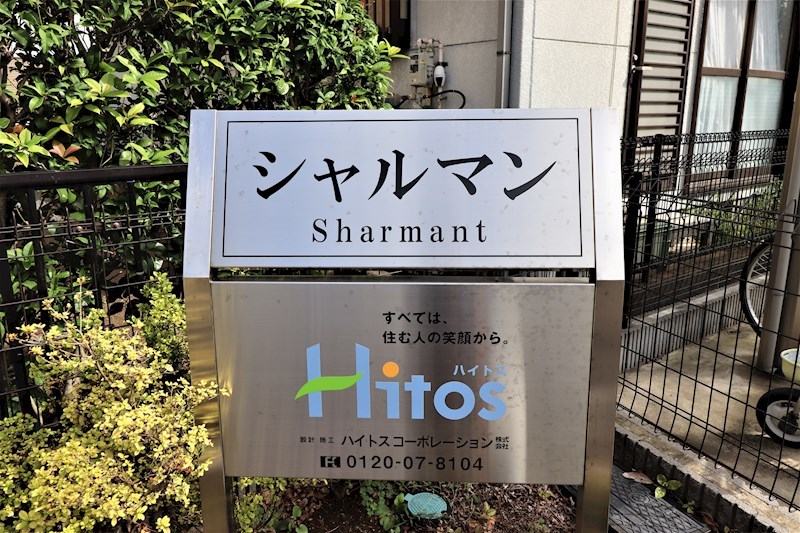 シャルマン
Sharmant
すべては、
住む人の笑顔から。
ハイトス
Hitos
設計 施工 ハイトスコーポレーション株式会社
0120-07-8104